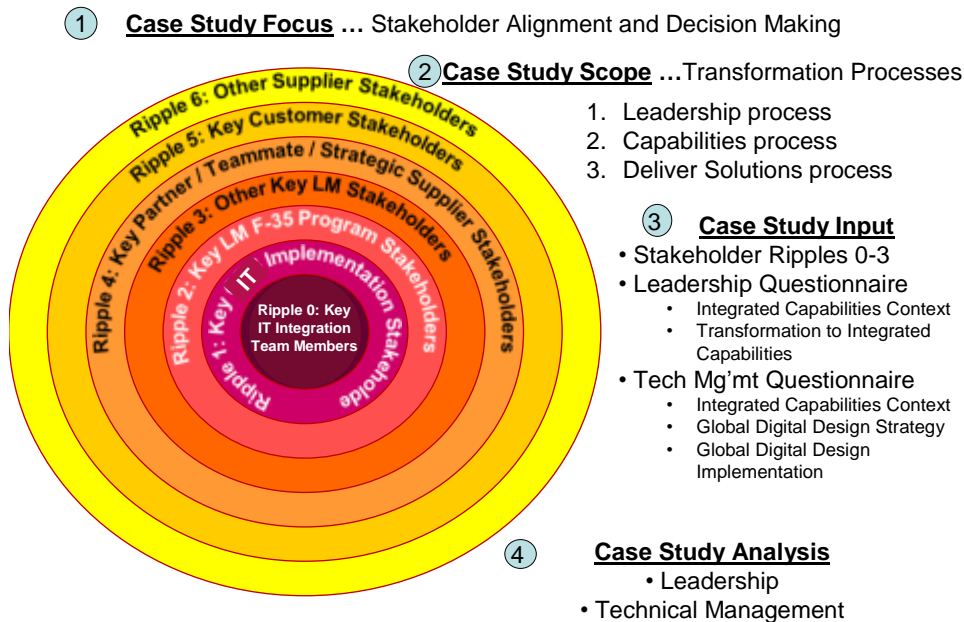 1 Case Study Focus … Stakeholder Alignment and Decision Making
2 Case Study Scope …Transformation Processes
1. Leadership process
2. Capabilities process
3. Deliver Solutions process
Ripple 6: Other Supplier Stakeholders
Ripple 5: Key Customer Stakeholders
Ripple 4: Key Partner / Teammate / Strategic Supplier Stakeholders
Ripple 3: Other Key LM Stakeholders
Ripple 2: Key LM F-35 Program Stakeholders
Ripple 1: Key IT Implementation Stakeholde
Ripple 0: Key
IT Integration
Team Members
3 Case Study Input
• Stakeholder Ripples 0-3
• Leadership Questionnaire
• Integrated Capabilities Context
• Transformation to Integrated
Capabilities
• Tech Mg’mt Questionnaire
• Integrated Capabilities Context
• Global Digital Design Strategy
• Global Digital Design
Implementation
4 Case Study Analysis
• Leadership
• Technical Management